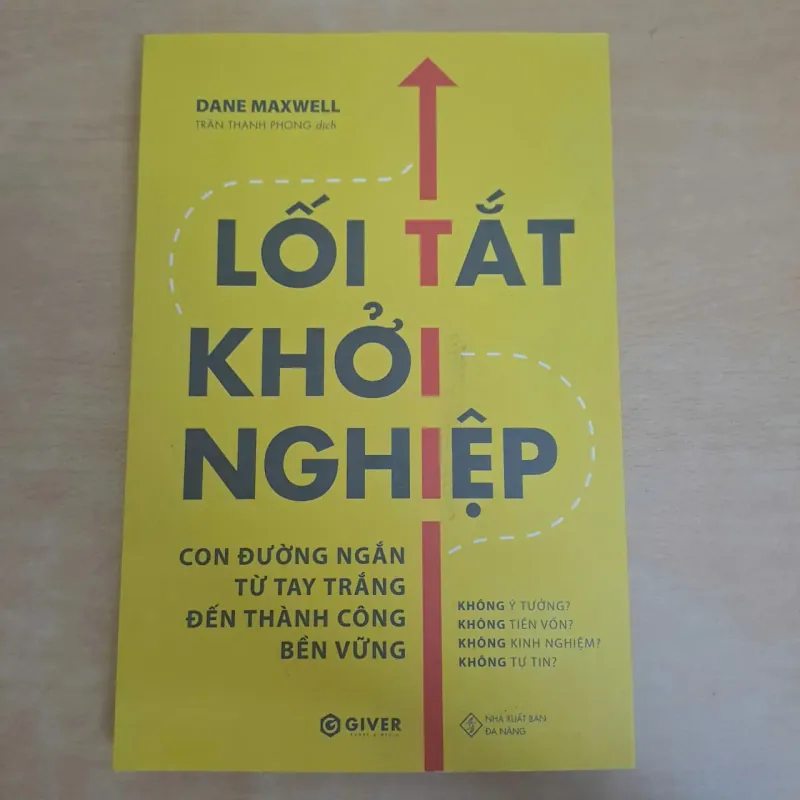 DANE MAXWELL
TRẦN THANH PHONG dịch
LỐI TẮT
KHỞI
NGHIỆP
CON ĐƯỜNG NGẮN
TỪ TAY TRẮNG
ĐẾN THÀNH CÔNG
BỀN VỮNG
KHÔNG Ý TƯỞNG?
KHÔNG TIỀN VỐN?
KHÔNG KINH NGHIỆM?
KHÔNG TỰ TIN?
GIVER
NHÀ XUẤT BẢN
ĐÀ NẴNG